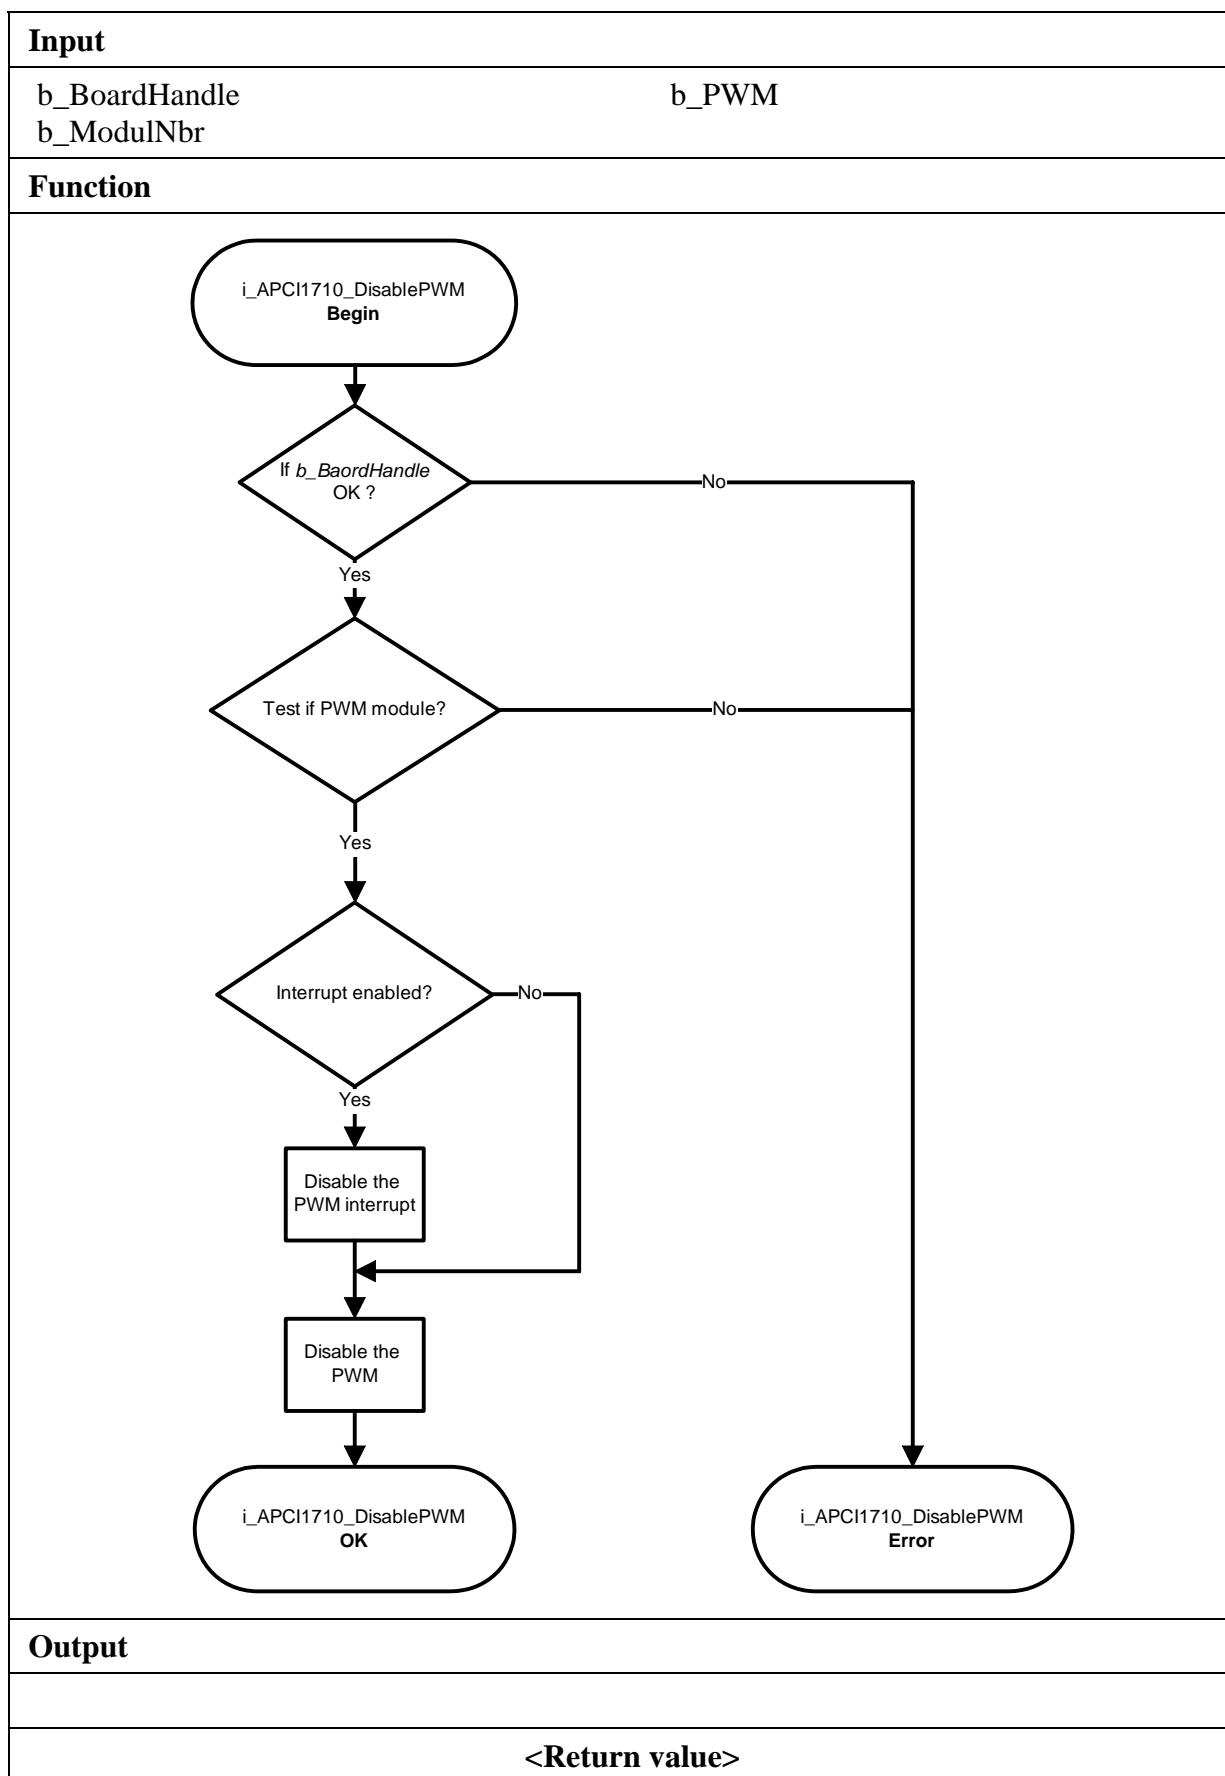 Input
b_BoardHandle b_PWM
b_ModulNbr
Function
i_APCI1710_DisablePWM
Begin
If b_BaordHandle
OK ?
No
Yes
Test if PWM module?
No
Yes
Interrupt enabled?
No
Yes
Disable the
PWM interrupt
Disable the
PWM
i_APCI1710_DisablePWM
OK
i_APCI1710_DisablePWM
Error
Output
<Return value>